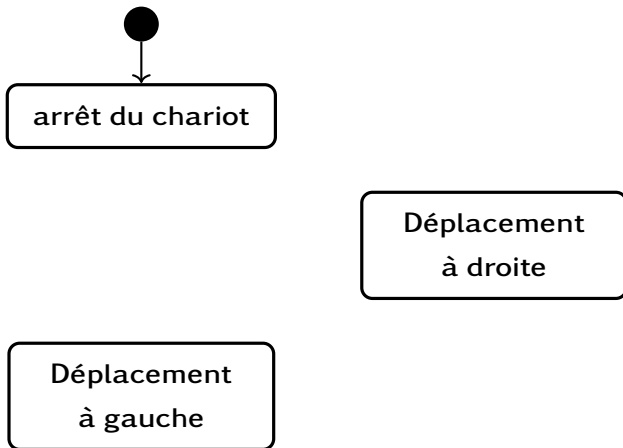 arrêt du chariot
Déplacement
à droite
Déplacement
à gauche